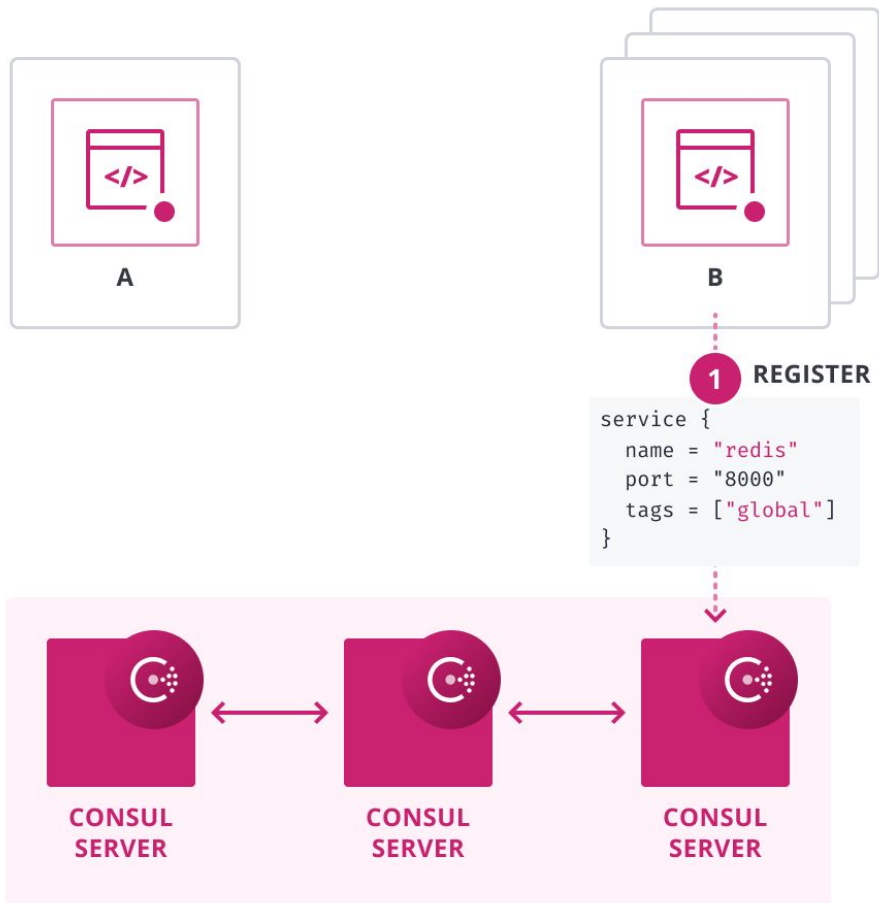 </>
</>
A
B
1 REGISTER
service {
  name = "redis"
  port = "8000"
  tags = ["global"]
}
CONSUL
SERVER
CONSUL
SERVER
CONSUL
SERVER